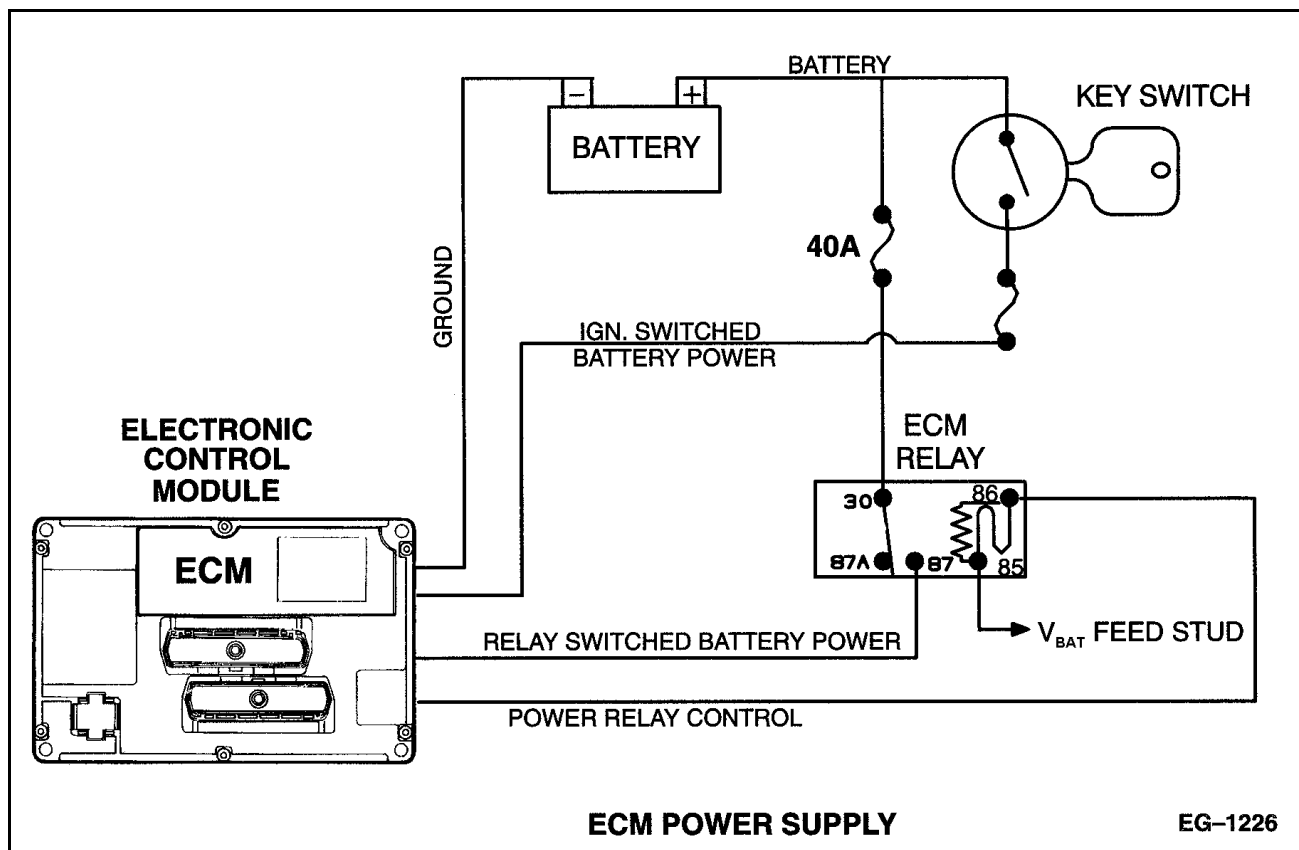 BATTERY
KEY SWITCH
-
+
BATTERY
40A
GROUND
IGN. SWITCHED
BATTERY POWER
ECM
RELAY
ELECTRONIC
CONTROL
MODULE
30
86
87A
87
85
ECM
RELAY SWITCHED BATTERY POWER
VBAT FEED STUD
POWER RELAY CONTROL
ECM POWER SUPPLY
EG–1226